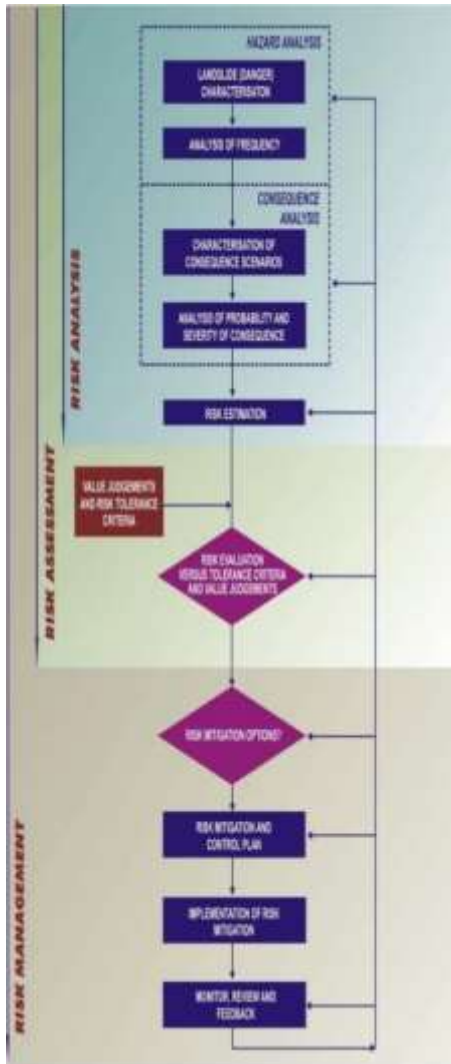 HAZARD ANALYSIS
LANDSLIDE (DANGER)
CHARACTERISATION
ANALYSIS OF FREQUENCY
CONSEQUENCE
ANALYSIS
CHARACTERISATION OF
CONSEQUENCE SCENARIOS
ANALYSIS OF PROBABILITY AND
SEVERITY OF CONSEQUENCE
RISK ANALYSIS
RISK ESTIMATION
VALUE JUDGEMENTS
AND RISK TOLERANCE
CRITERIA
RISK ASSESSMENT
RISK EVALUATION
VERSUS TOLERANCE CRITERIA
AND VALUE JUDGEMENTS
RISK MITIGATION OPTIONS?
RISK MANAGEMENT
RISK MITIGATION AND
CONTROL PLAN
IMPLEMENTATION OF RISK
MITIGATION
MONITOR, REVIEW AND
FEEDBACK